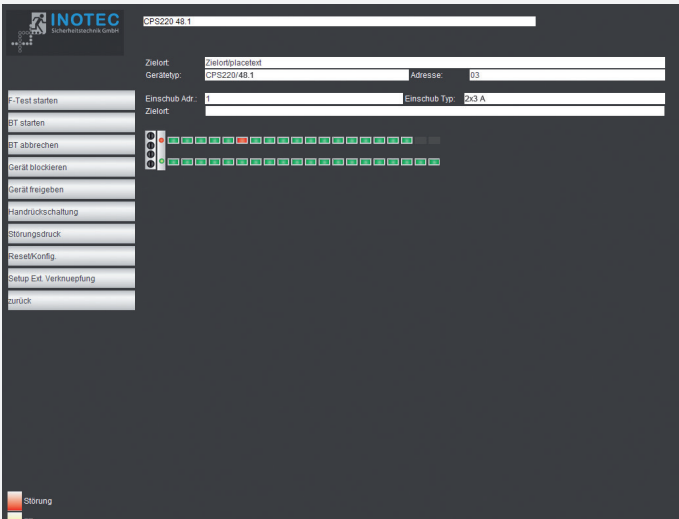 INOTEC
Sicherheitstechnik GmbH
CPS220 48.1
Zielort: Zielort/placetext
Gerätetyp: CPS220/48.1 Adresse: 03
Einschub Adr.: 1 Einschub Typ: 2x3 A
Zielort:
F-Test starten
BT starten
BT abbrechen
Gerät blockieren
Gerät freigeben
Handrückschaltung
Störungsdruck
Reset/Konfig.
Setup Ext. Verknuepfung
zurück
Störung